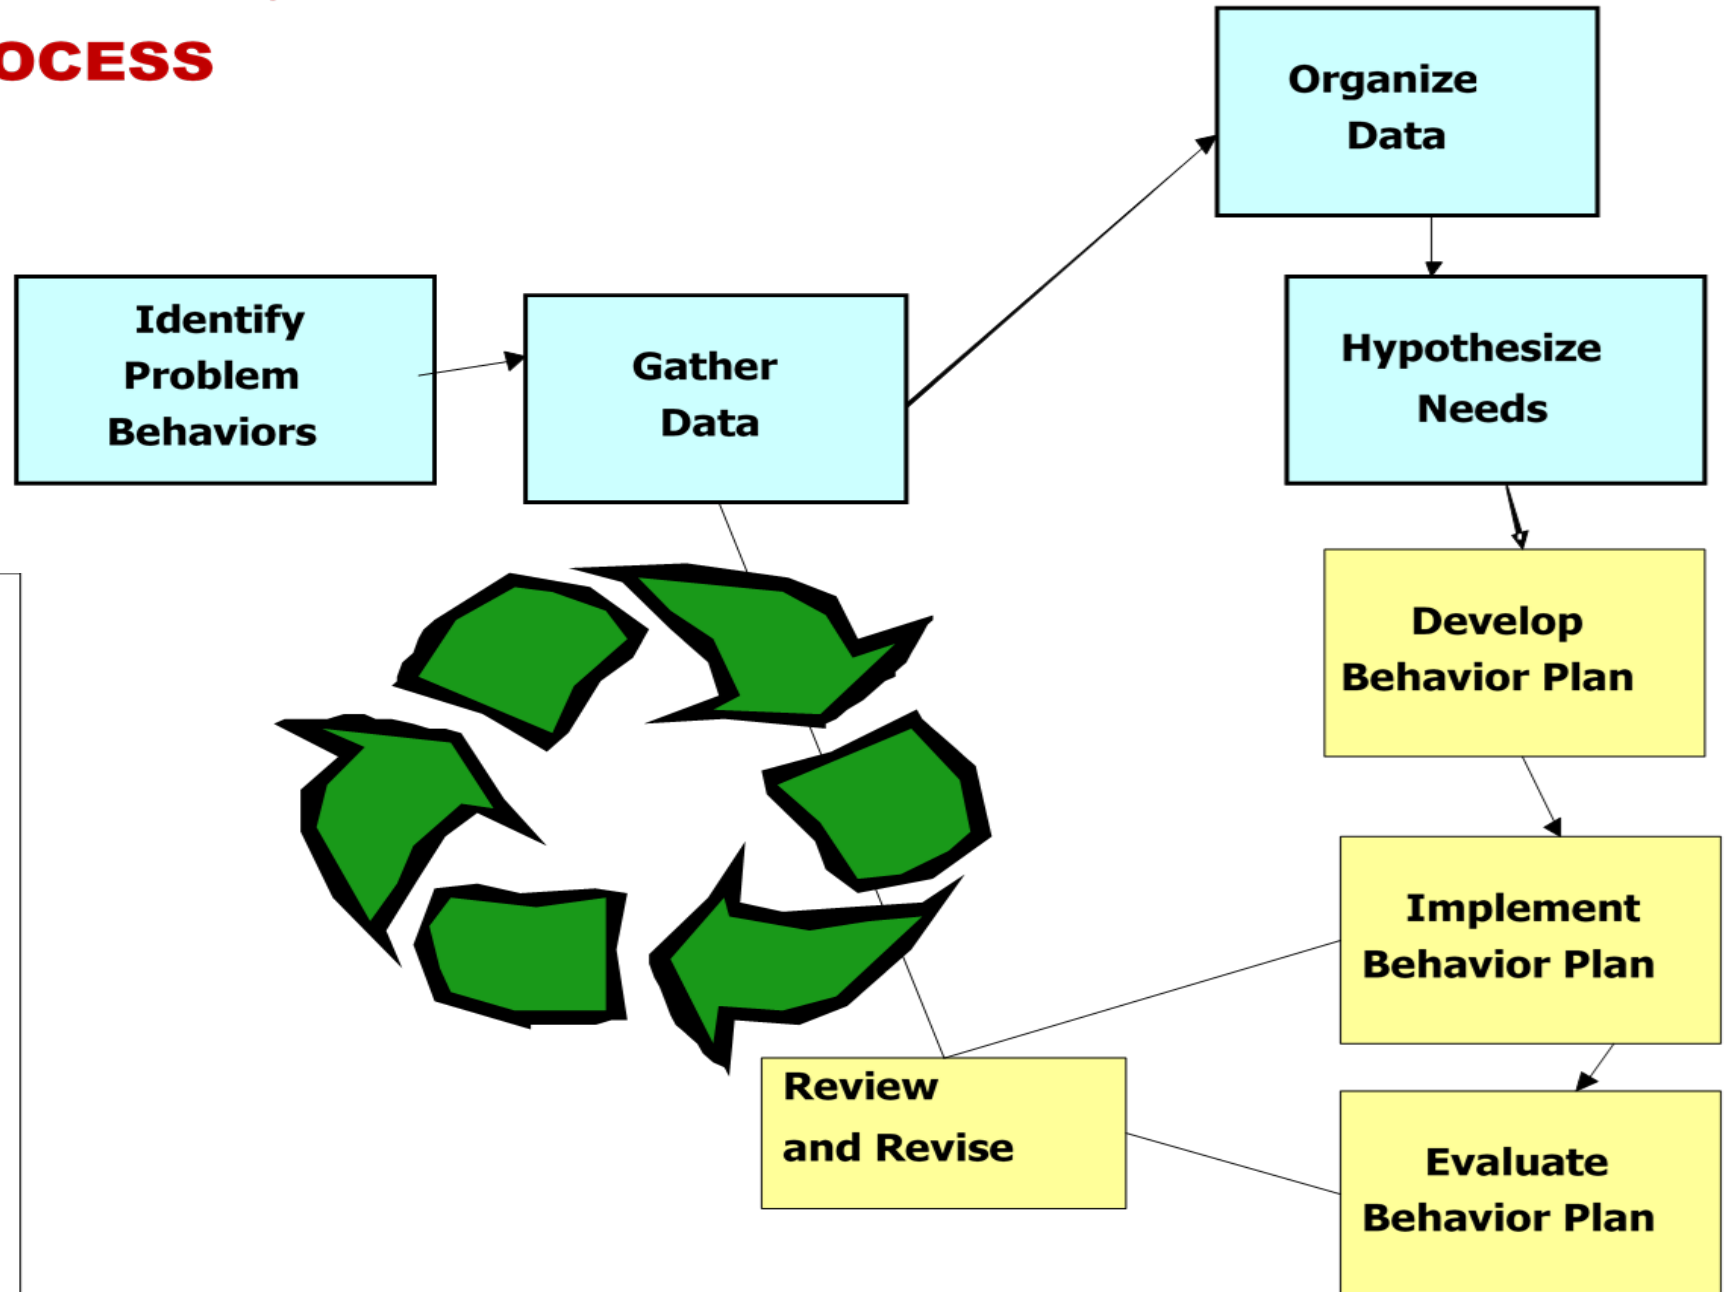 OCESS
Organize
Data
Identify
Problem
Behaviors
Gather
Data
Hypothesize
Needs
Develop
Behavior Plan
Implement
Behavior Plan
Review
and Revise
Evaluate
Behavior Plan